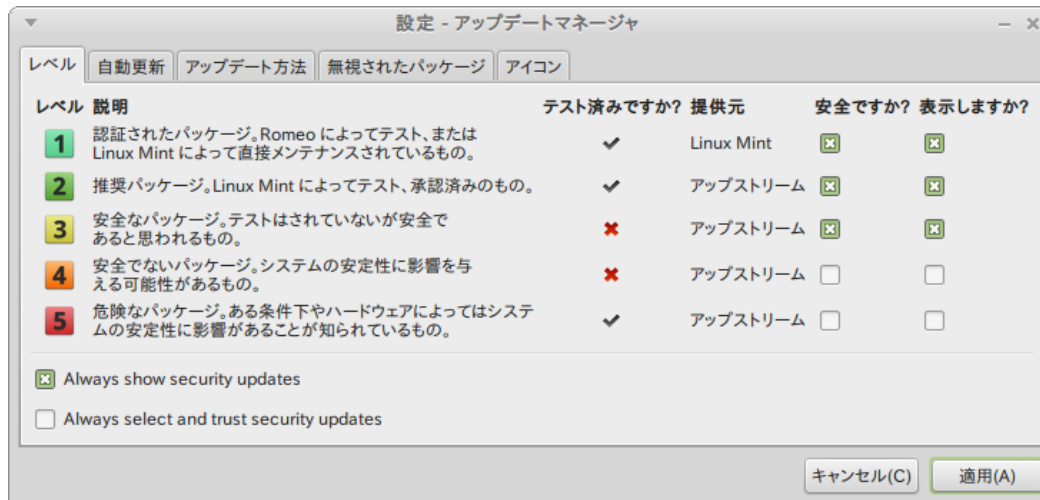 設定 - アップデートマネージャ
レベル 自動更新 アップデート方法 無視されたパッケージ アイコン
レベル 説明 テスト済みですか? 提供元 安全ですか? 表示しますか?
1 認証されたパッケージ。Romeo によってテスト、または
Linux Mint によって直接メンテナンスされているもの。 Linux Mint
2 推奨パッケージ。Linux Mint によってテスト、承認済みのもの。 アップストリーム
3 安全なパッケージ。テストはされていないが安全で
あると思われるもの。 アップストリーム
4 安全でないパッケージ。システムの安定性に影響を与
える可能性があるもの。 アップストリーム
5 危険なパッケージ。ある条件下やハードウェアによってはシステ
ムの安定性に影響があることが知られているもの。 アップストリーム
Always show security updates
Always select and trust security updates
キャンセル(C) 適用(A)